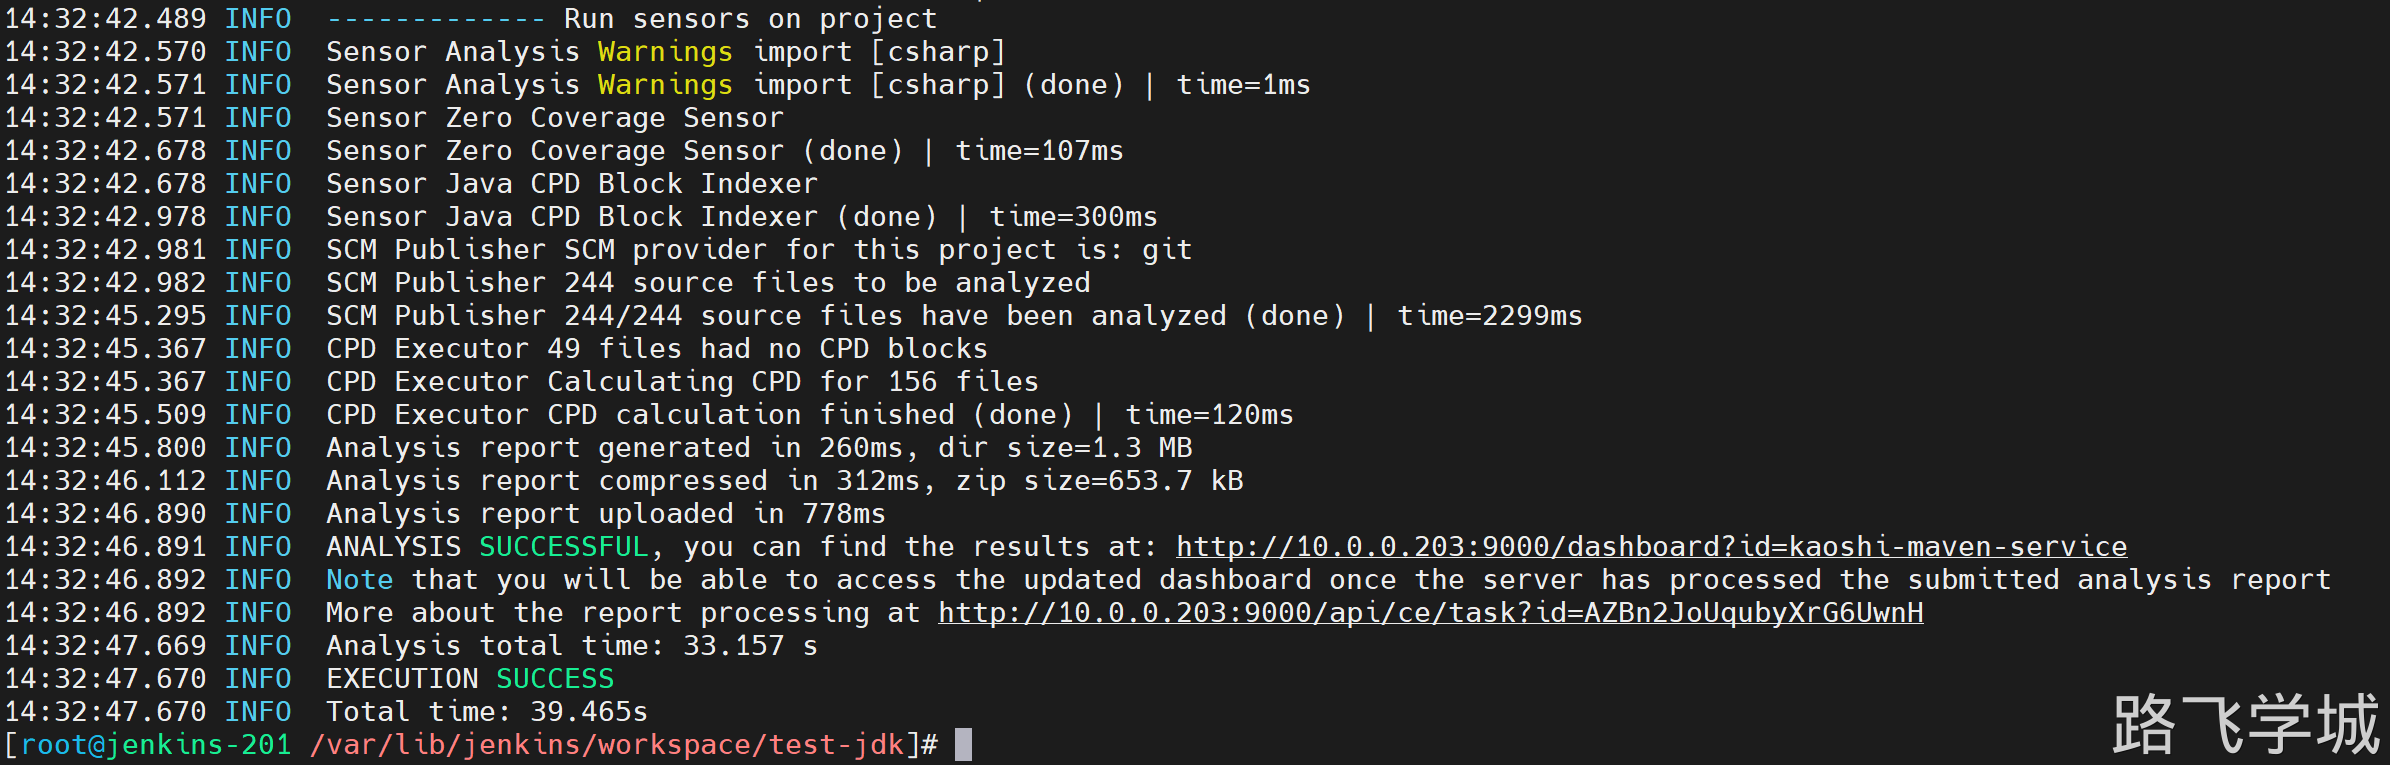 14:32:42.489 INFO  ------------- Run sensors on project
14:32:42.570 INFO  Sensor Analysis Warnings import [csharp]
14:32:42.571 INFO  Sensor Analysis Warnings import [csharp] (done) | time=1ms
14:32:42.571 INFO  Sensor Zero Coverage Sensor
14:32:42.678 INFO  Sensor Zero Coverage Sensor (done) | time=107ms
14:32:42.678 INFO  Sensor Java CPD Block Indexer
14:32:42.978 INFO  Sensor Java CPD Block Indexer (done) | time=300ms
14:32:42.981 INFO  SCM Publisher SCM provider for this project is: git
14:32:42.982 INFO  SCM Publisher 244 source files to be analyzed
14:32:45.295 INFO  SCM Publisher 244/244 source files have been analyzed (done) | time=2299ms
14:32:45.367 INFO  CPD Executor 49 files had no CPD blocks
14:32:45.367 INFO  CPD Executor Calculating CPD for 156 files
14:32:45.509 INFO  CPD Executor CPD calculation finished (done) | time=120ms
14:32:45.800 INFO  Analysis report generated in 260ms, dir size=1.3 MB
14:32:46.112 INFO  Analysis report compressed in 312ms, zip size=653.7 kB
14:32:46.890 INFO  Analysis report uploaded in 778ms
14:32:46.891 INFO  ANALYSIS SUCCESSFUL, you can find the results at: http://10.0.0.203:9000/dashboard?id=kaoshi-maven-service
14:32:46.892 INFO  Note that you will be able to access the updated dashboard once the server has processed the submitted analysis report
14:32:46.892 INFO  More about the report processing at http://10.0.0.203:9000/api/ce/task?id=AZBn2JoUqubyXrG6UwnH
14:32:47.669 INFO  Analysis total time: 33.157 s
14:32:47.670 INFO  EXECUTION SUCCESS
14:32:47.670 INFO  Total time: 39.465s
[root@jenkins-201 /var/lib/jenkins/workspace/test-jdk]#
路飞学城